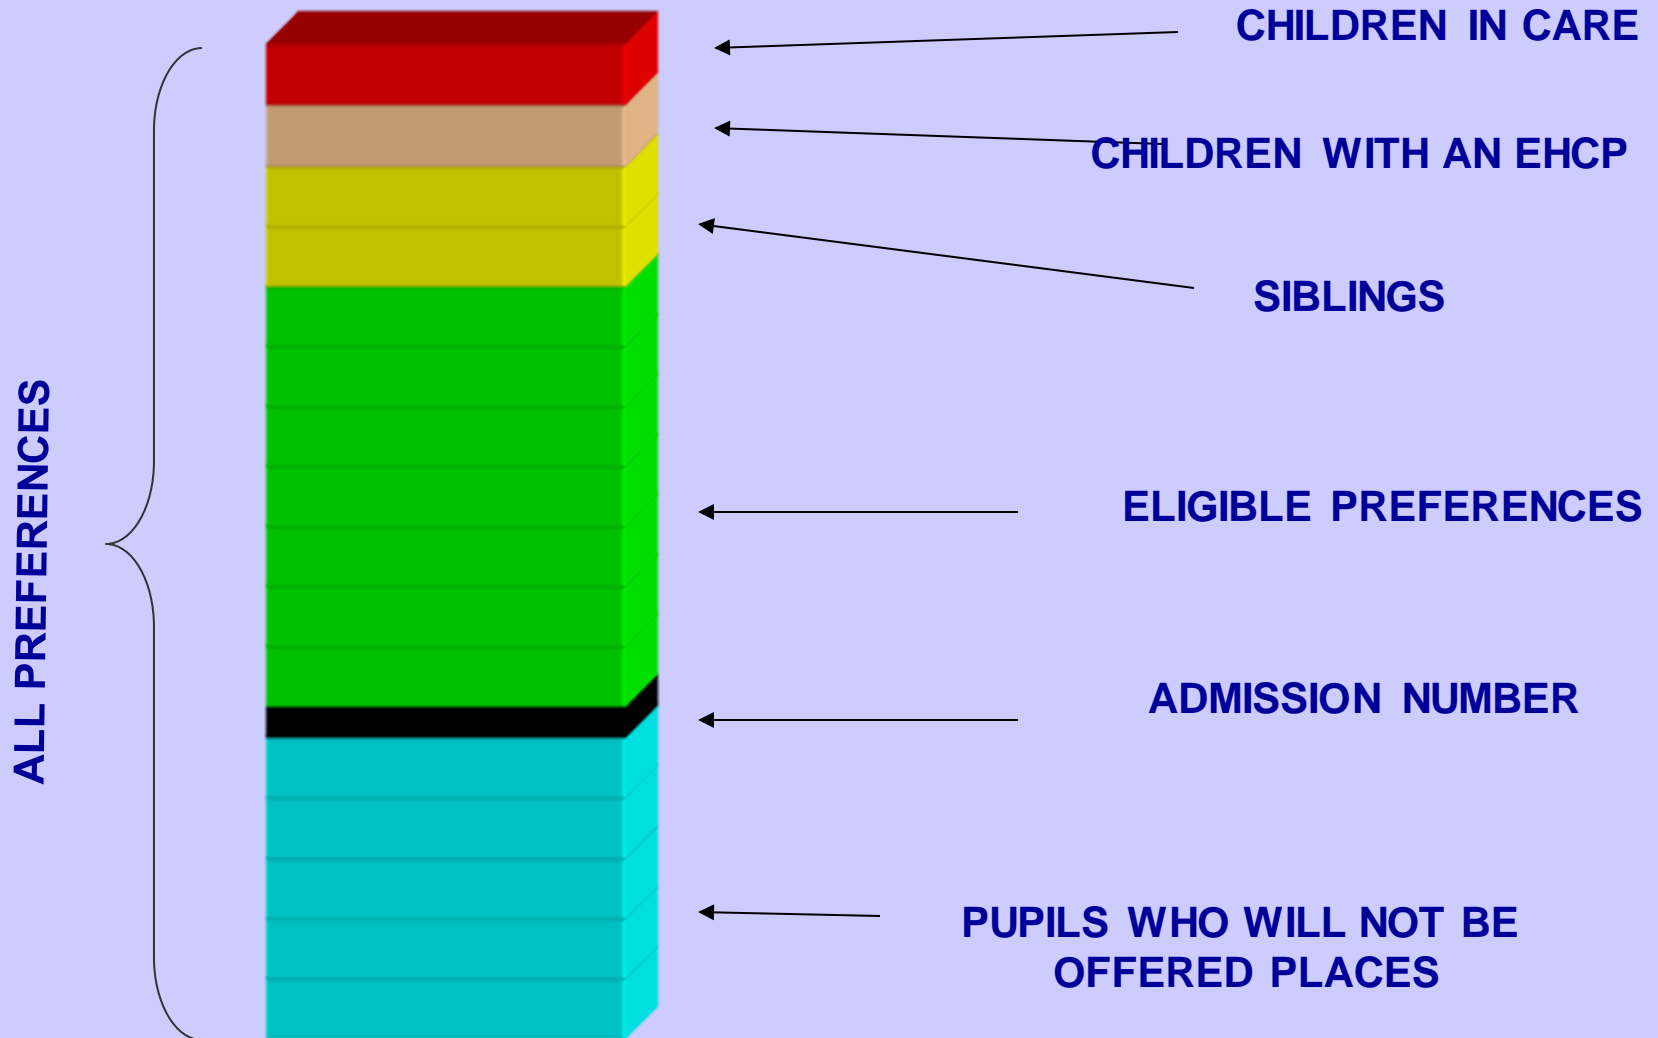 CHILDREN IN CARE
CHILDREN WITH AN EHCP
SIBLINGS
ALL PREFERENCES
ELIGIBLE PREFERENCES
ADMISSION NUMBER
PUPILS WHO WILL NOT BE
OFFERED PLACES